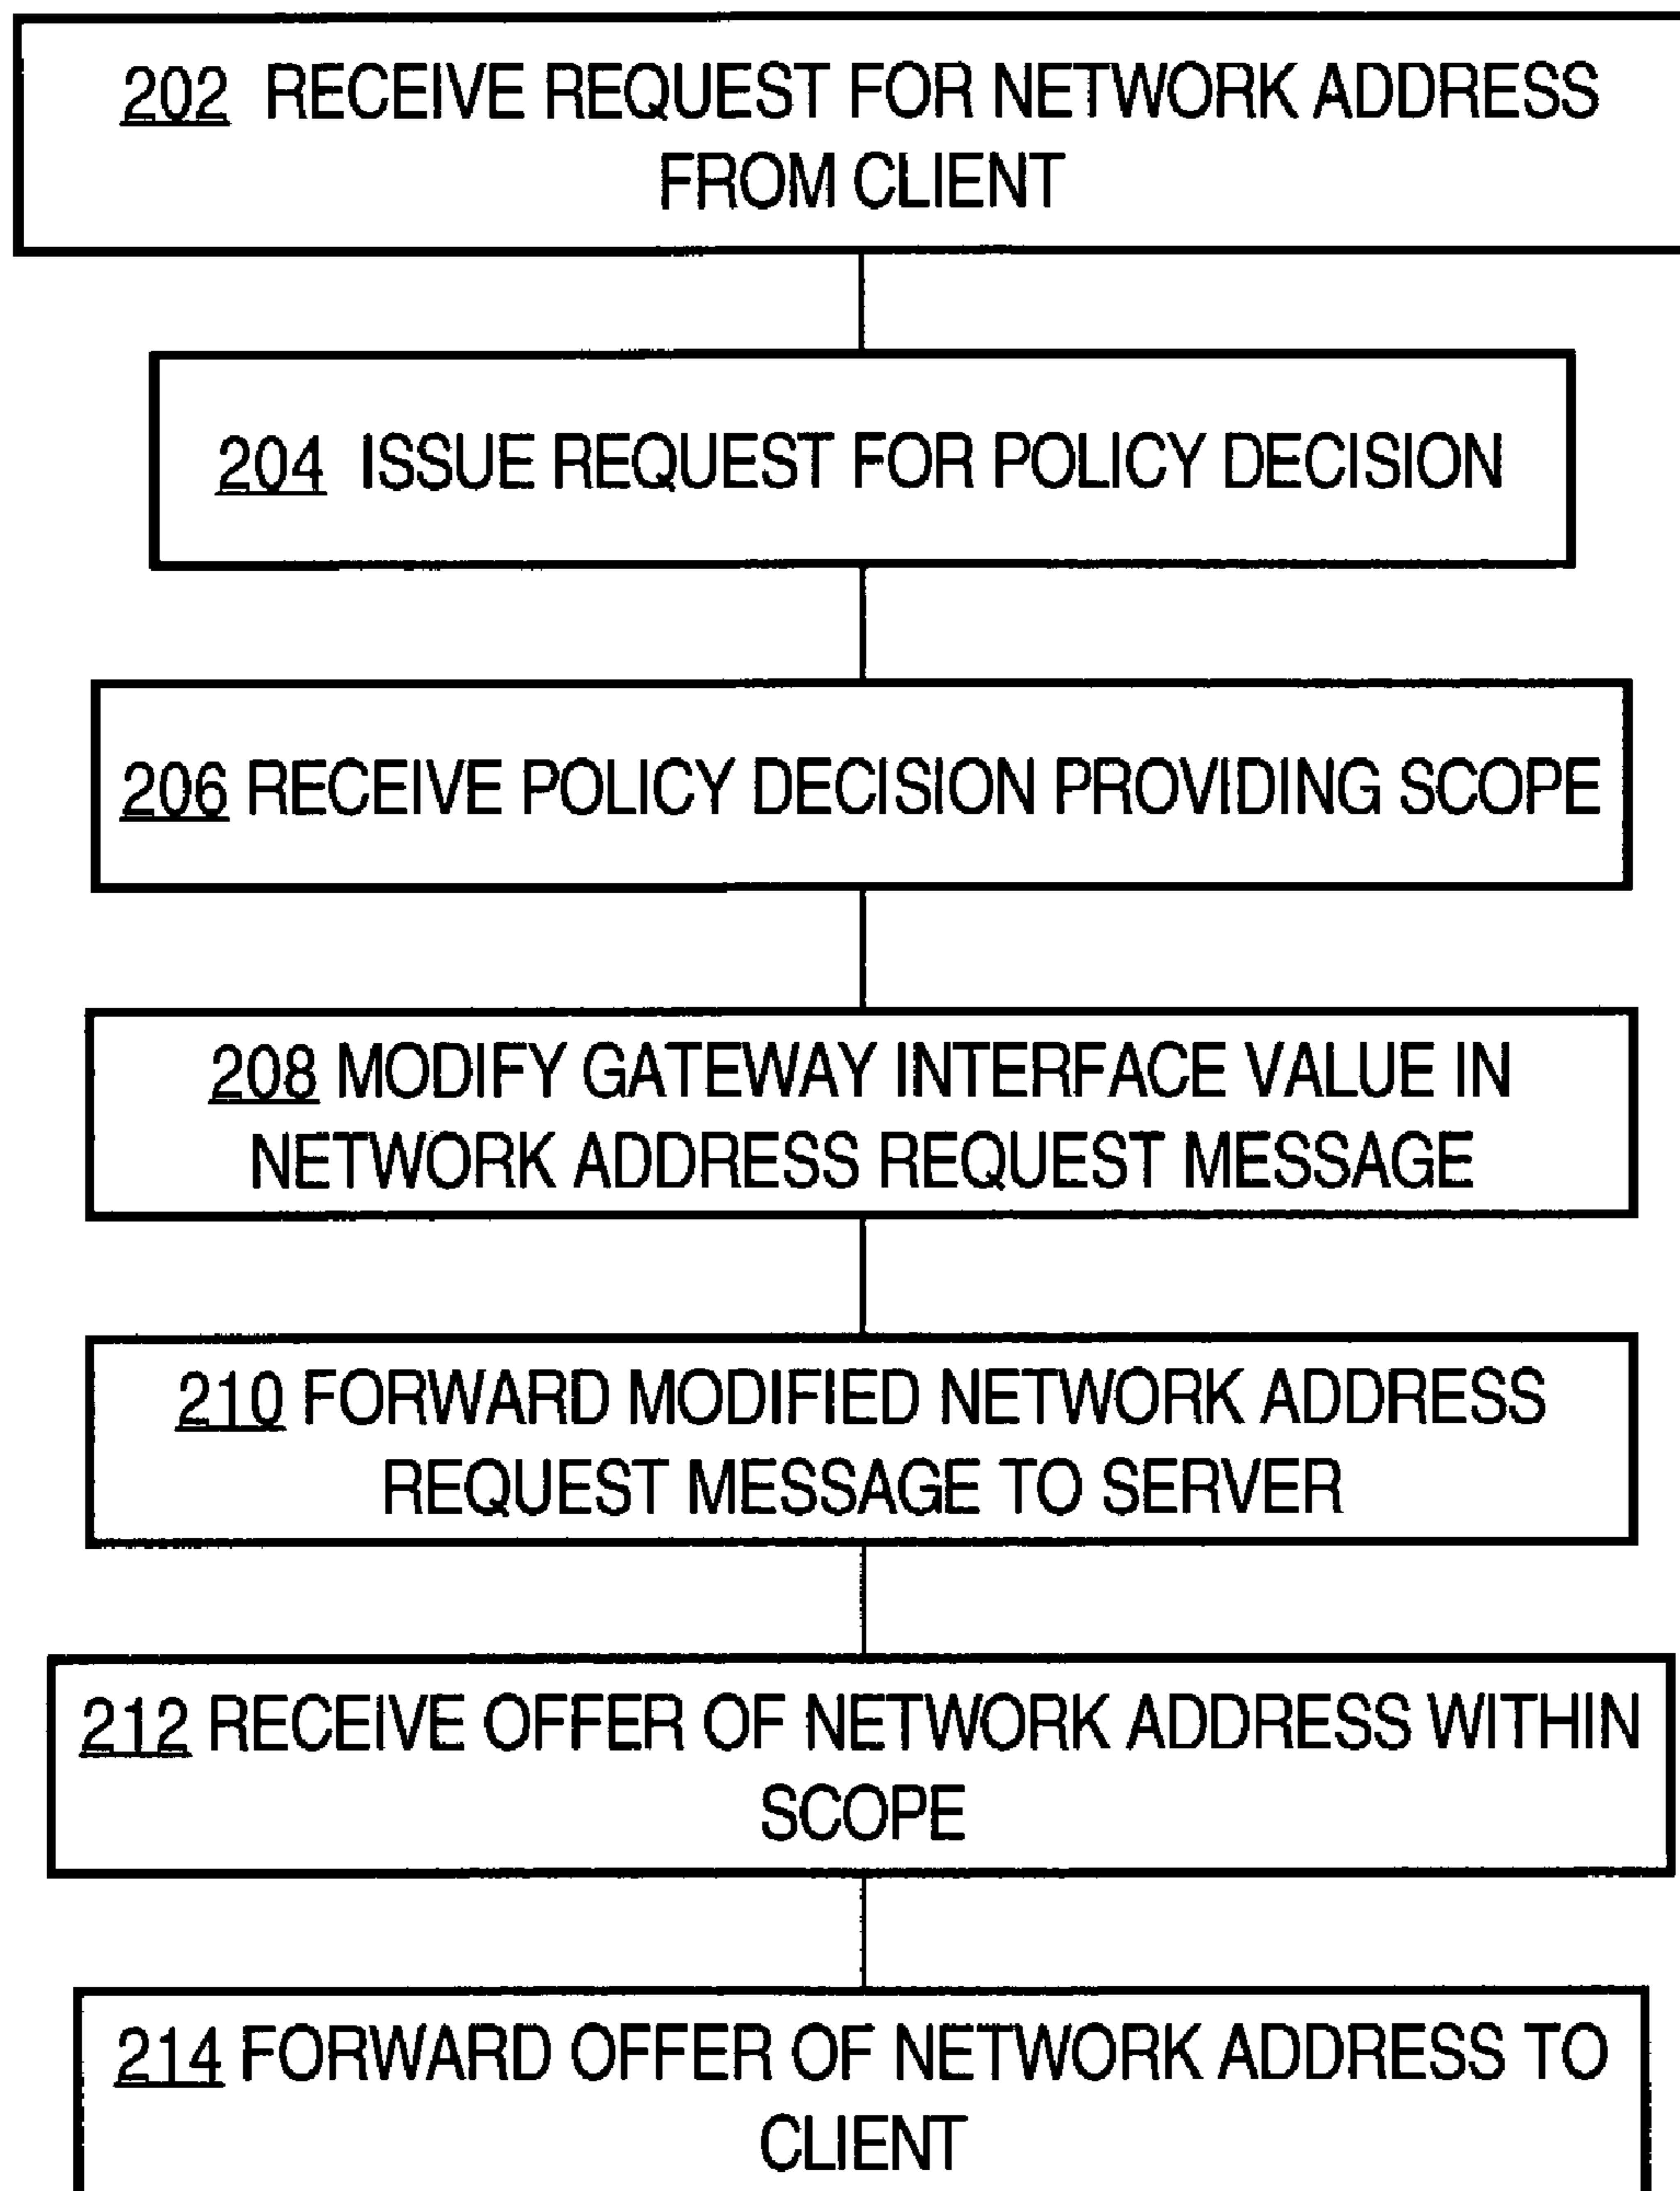 202 RECEIVE REQUEST FOR NETWORK ADDRESS
FROM CLIENT
204 ISSUE REQUEST FOR POLICY DECISION
206 RECEIVE POLICY DECISION PROVIDING SCOPE
208 MODIFY GATEWAY INTERFACE VALUE IN
NETWORK ADDRESS REQUEST MESSAGE
210 FORWARD MODIFIED NETWORK ADDRESS
REQUEST MESSAGE TO SERVER
212 RECEIVE OFFER OF NETWORK ADDRESS WITHIN
SCOPE
214 FORWARD OFFER OF NETWORK ADDRESS TO
CLIENT